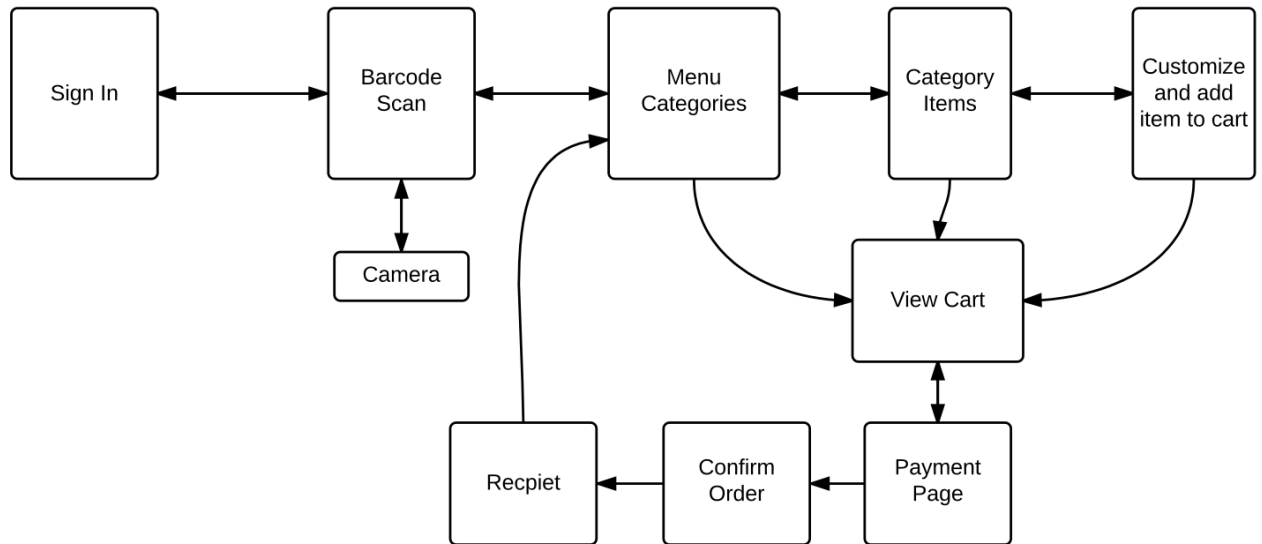 Sign In
Barcode
Scan
Menu
Categories
Category
Items
Customize
and add
item to cart
Camera
View Cart
Recpiet
Confirm
Order
Payment
Page